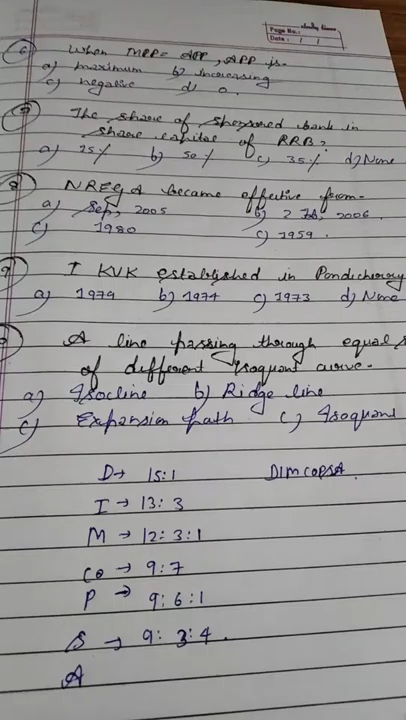 Page No.:
Date: / /
6) When MPP = APP, APP is-
a) maximum b) increasing
c) negative d) 0.
7) The share of sponsored bank in
share capital of RRB?
a) 25% b) 50% c) 35% d) None
8) NREGA became effective from-
a) Sep, 2005 b) 2 Feb, 2006.
c) 1980 c) 1959.
9) I KVK established in Pondicherry
a) 1979 b) 1974 c) 1973 d) None
A line passing through equal s
of different Isoquant curve.
a) Isocline b) Ridge line
c) Expansion path c) Isoquant
D → 15:1 DIMCOPSA.
I → 13:3
M → 12:3:1
CO → 9:7
P → 9:6:1
S → 9:3:4.
A